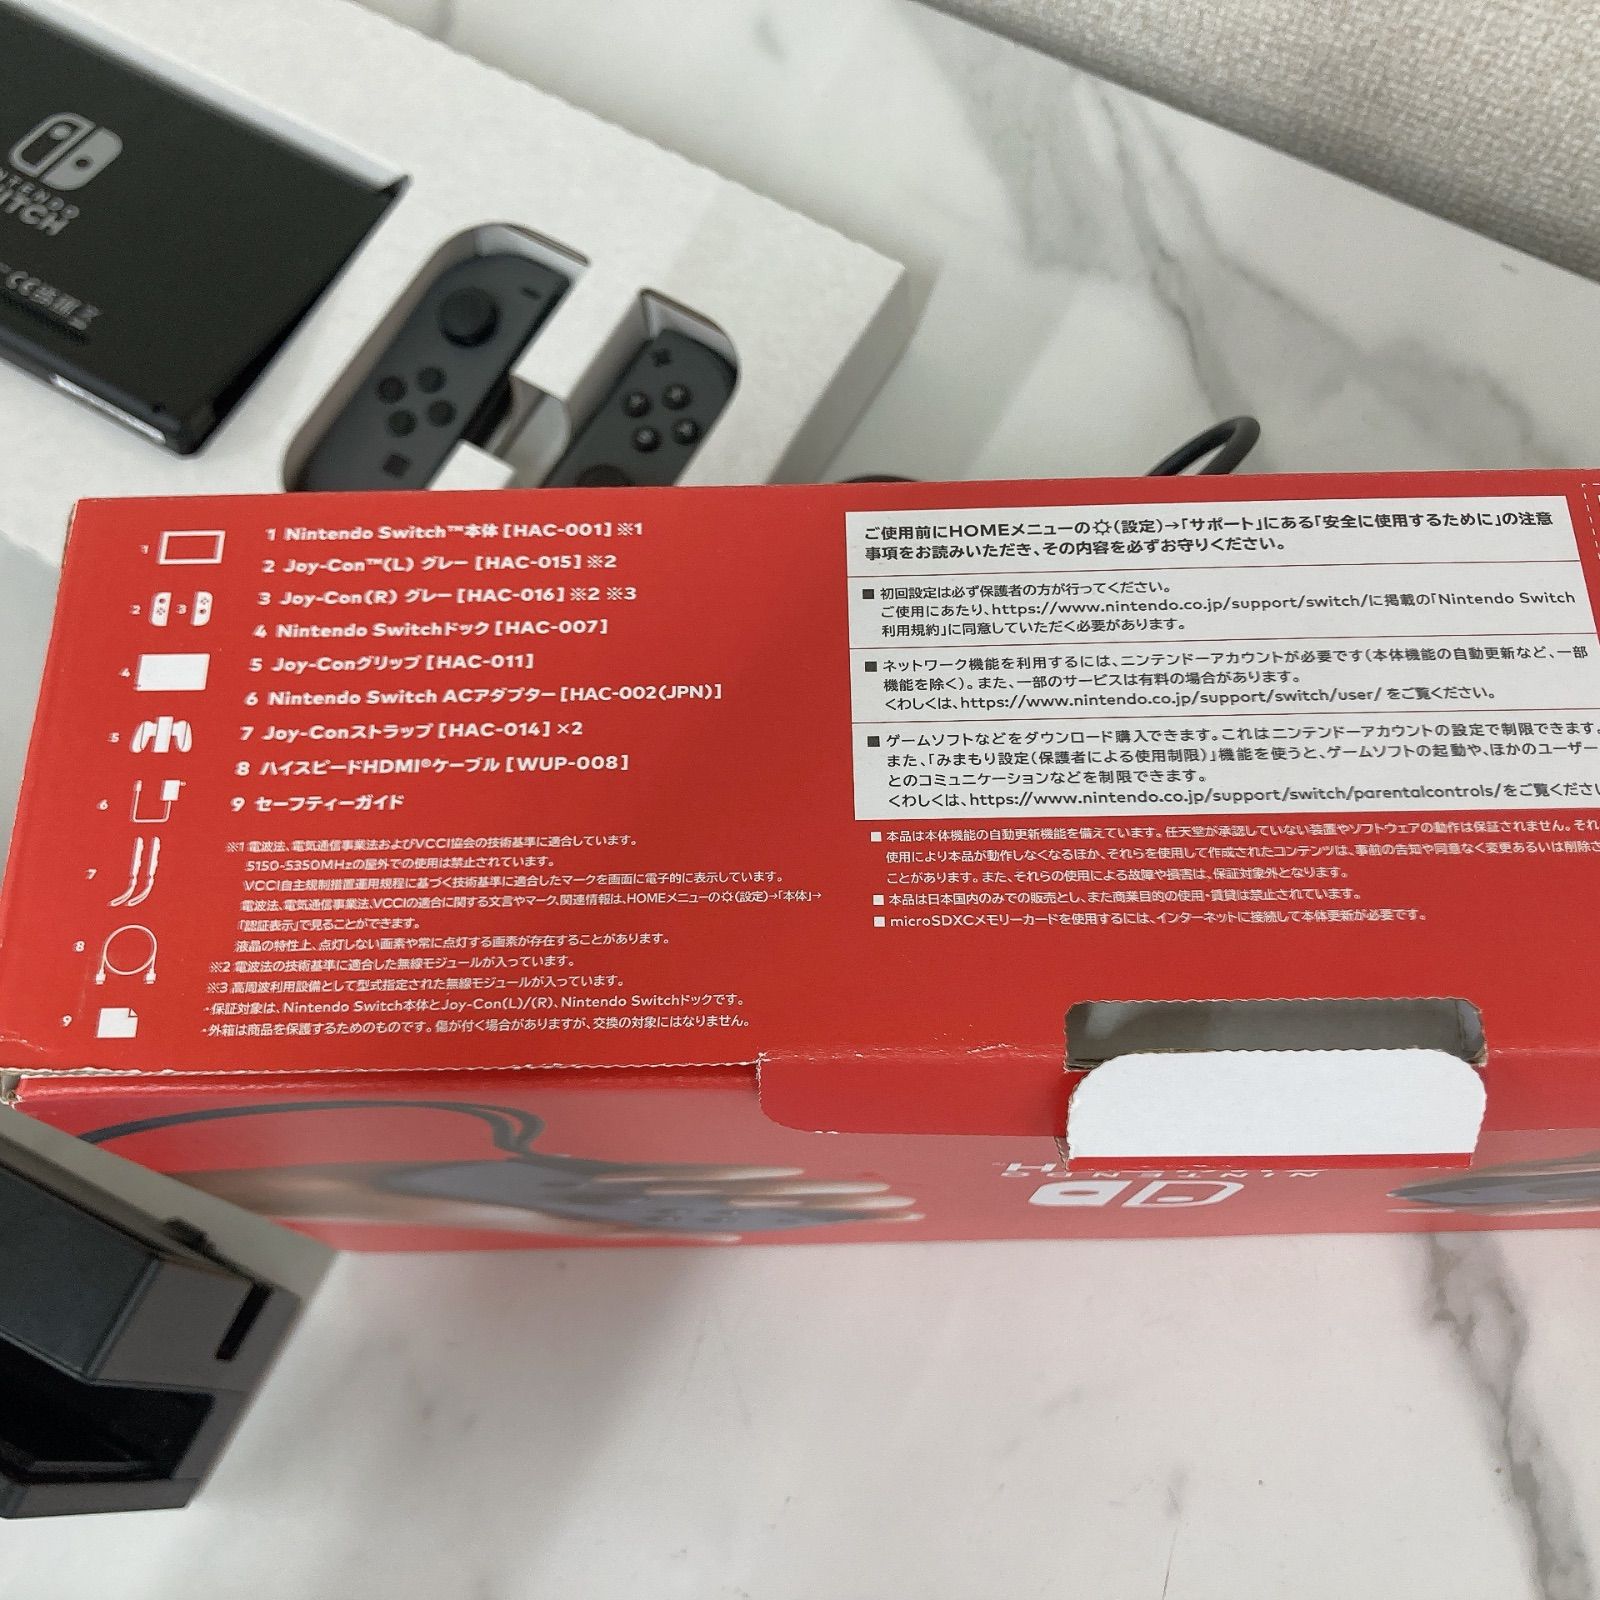 NINTENDO
SWITCH
1 Nintendo Switch™本体［HAC-001］※1
2 Joy-Con™(L) グレー［HAC-015］※2
3 Joy-Con(R) グレー［HAC-016］※2 ※3
4 Nintendo Switchドック［HAC-007］
5 Joy-Conグリップ［HAC-011］
6 Nintendo Switch ACアダプター［HAC-002(JPN)］
7 Joy-Conストラップ［HAC-014］×2
8 ハイスピードHDMI®ケーブル［WUP-008］
9 セーフティーガイド
1
2 3
4
5
6
7
8
9
※1 電波法、電気通信事業法およびVCCI協会の技術基準に適合しています。
5150-5350MHzの屋外での使用は禁止されています。
VCCI自主規制措置運用規程に基づく技術基準に適合したマークを画面に電子的に表示しています。
電波法、電気通信事業法、VCCIの適合に関する文言やマーク、関連情報は、HOMEメニューの(設定)→「本体」→
「認証表示」で見ることができます。
液晶の特性上、点灯しない画素や常に点灯する画素が存在することがあります。
※2 電波法の技術基準に適合した無線モジュールが入っています。
※3 高周波利用設備として型式指定された無線モジュールが入っています。
・保証対象は、Nintendo Switch本体とJoy-Con(L)/(R)、Nintendo Switchドックです。
・外箱は商品を保護するためのものです。傷が付く場合がありますが、交換の対象にはなりません。
ご使用前にHOMEメニューの(設定)→「サポート」にある「安全に使用するために」の注意
事項をお読みいただき、その内容を必ずお守りください。
■ 初回設定は必ず保護者の方が行ってください。
ご使用にあたり、https://www.nintendo.co.jp/support/switch/に掲載の「Nintendo Switch
利用規約」に同意していただく必要があります。
■ ネットワーク機能を利用するには、ニンテンドーアカウントが必要です（本体機能の自動更新など、一部
機能を除く）。また、一部のサービスは有料の場合があります。
くわしくは、https://www.nintendo.co.jp/support/switch/user/ をご覧ください。
■ ゲームソフトなどをダウンロード購入できます。これはニンテンドーアカウントの設定で制限できます。
また、「みまもり設定(保護者による使用制限)」機能を使うと、ゲームソフトの起動や、ほかのユーザー
とのコミュニケーションなどを制限できます。
くわしくは、https://www.nintendo.co.jp/support/switch/parentalcontrols/をご覧ください
■ 本品は本体機能の自動更新機能を備えています。任天堂が承認していない装置やソフトウェアの動作は保証されません。それ
使用により本品が動作しなくなるほか、それらを使用して作成されたコンテンツは、事前の告知や同意なく変更あるいは削除さ
ことがあります。また、それらの使用による故障や損害は、保証対象外となります。
■ 本品は日本国内のみでの販売とし、また商業目的の使用・賃貸は禁止されています。
■ microSDXCメモリーカードを使用するには、インターネットに接続して本体更新が必要です。
NINTENDO